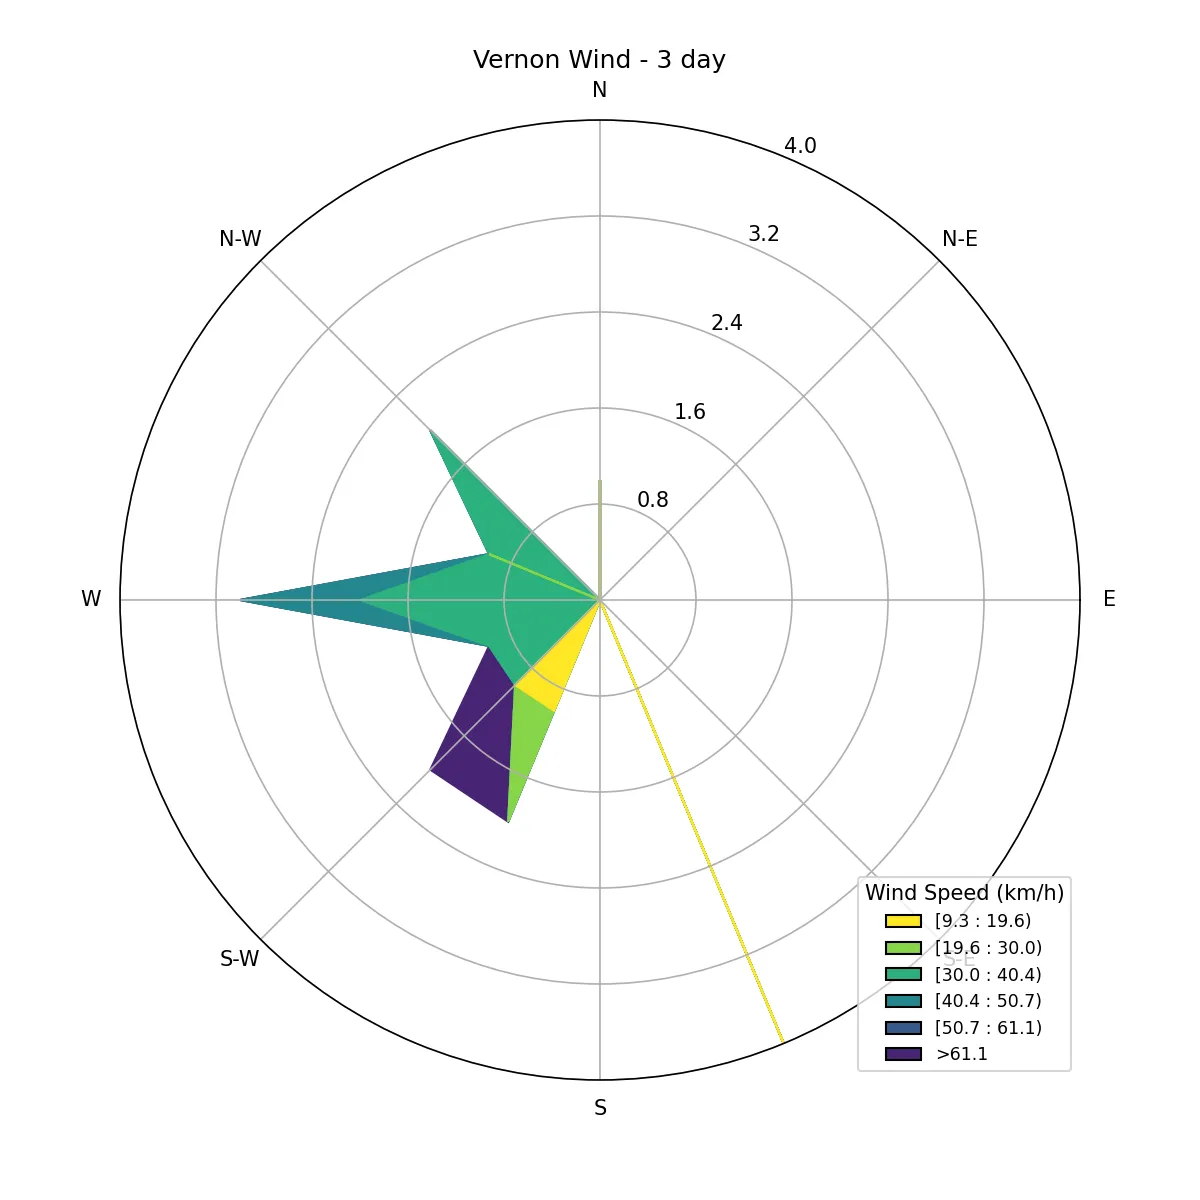 Vernon Wind - 3 day
N
4.0
N-W
3.2
N-E
2.4
1.6
0.8
W
E
S-W
S-E
S
Wind Speed (km/h)
[9.3 : 19.6)
[19.6 : 30.0)
[30.0 : 40.4)
[40.4 : 50.7)
[50.7 : 61.1)
>61.1